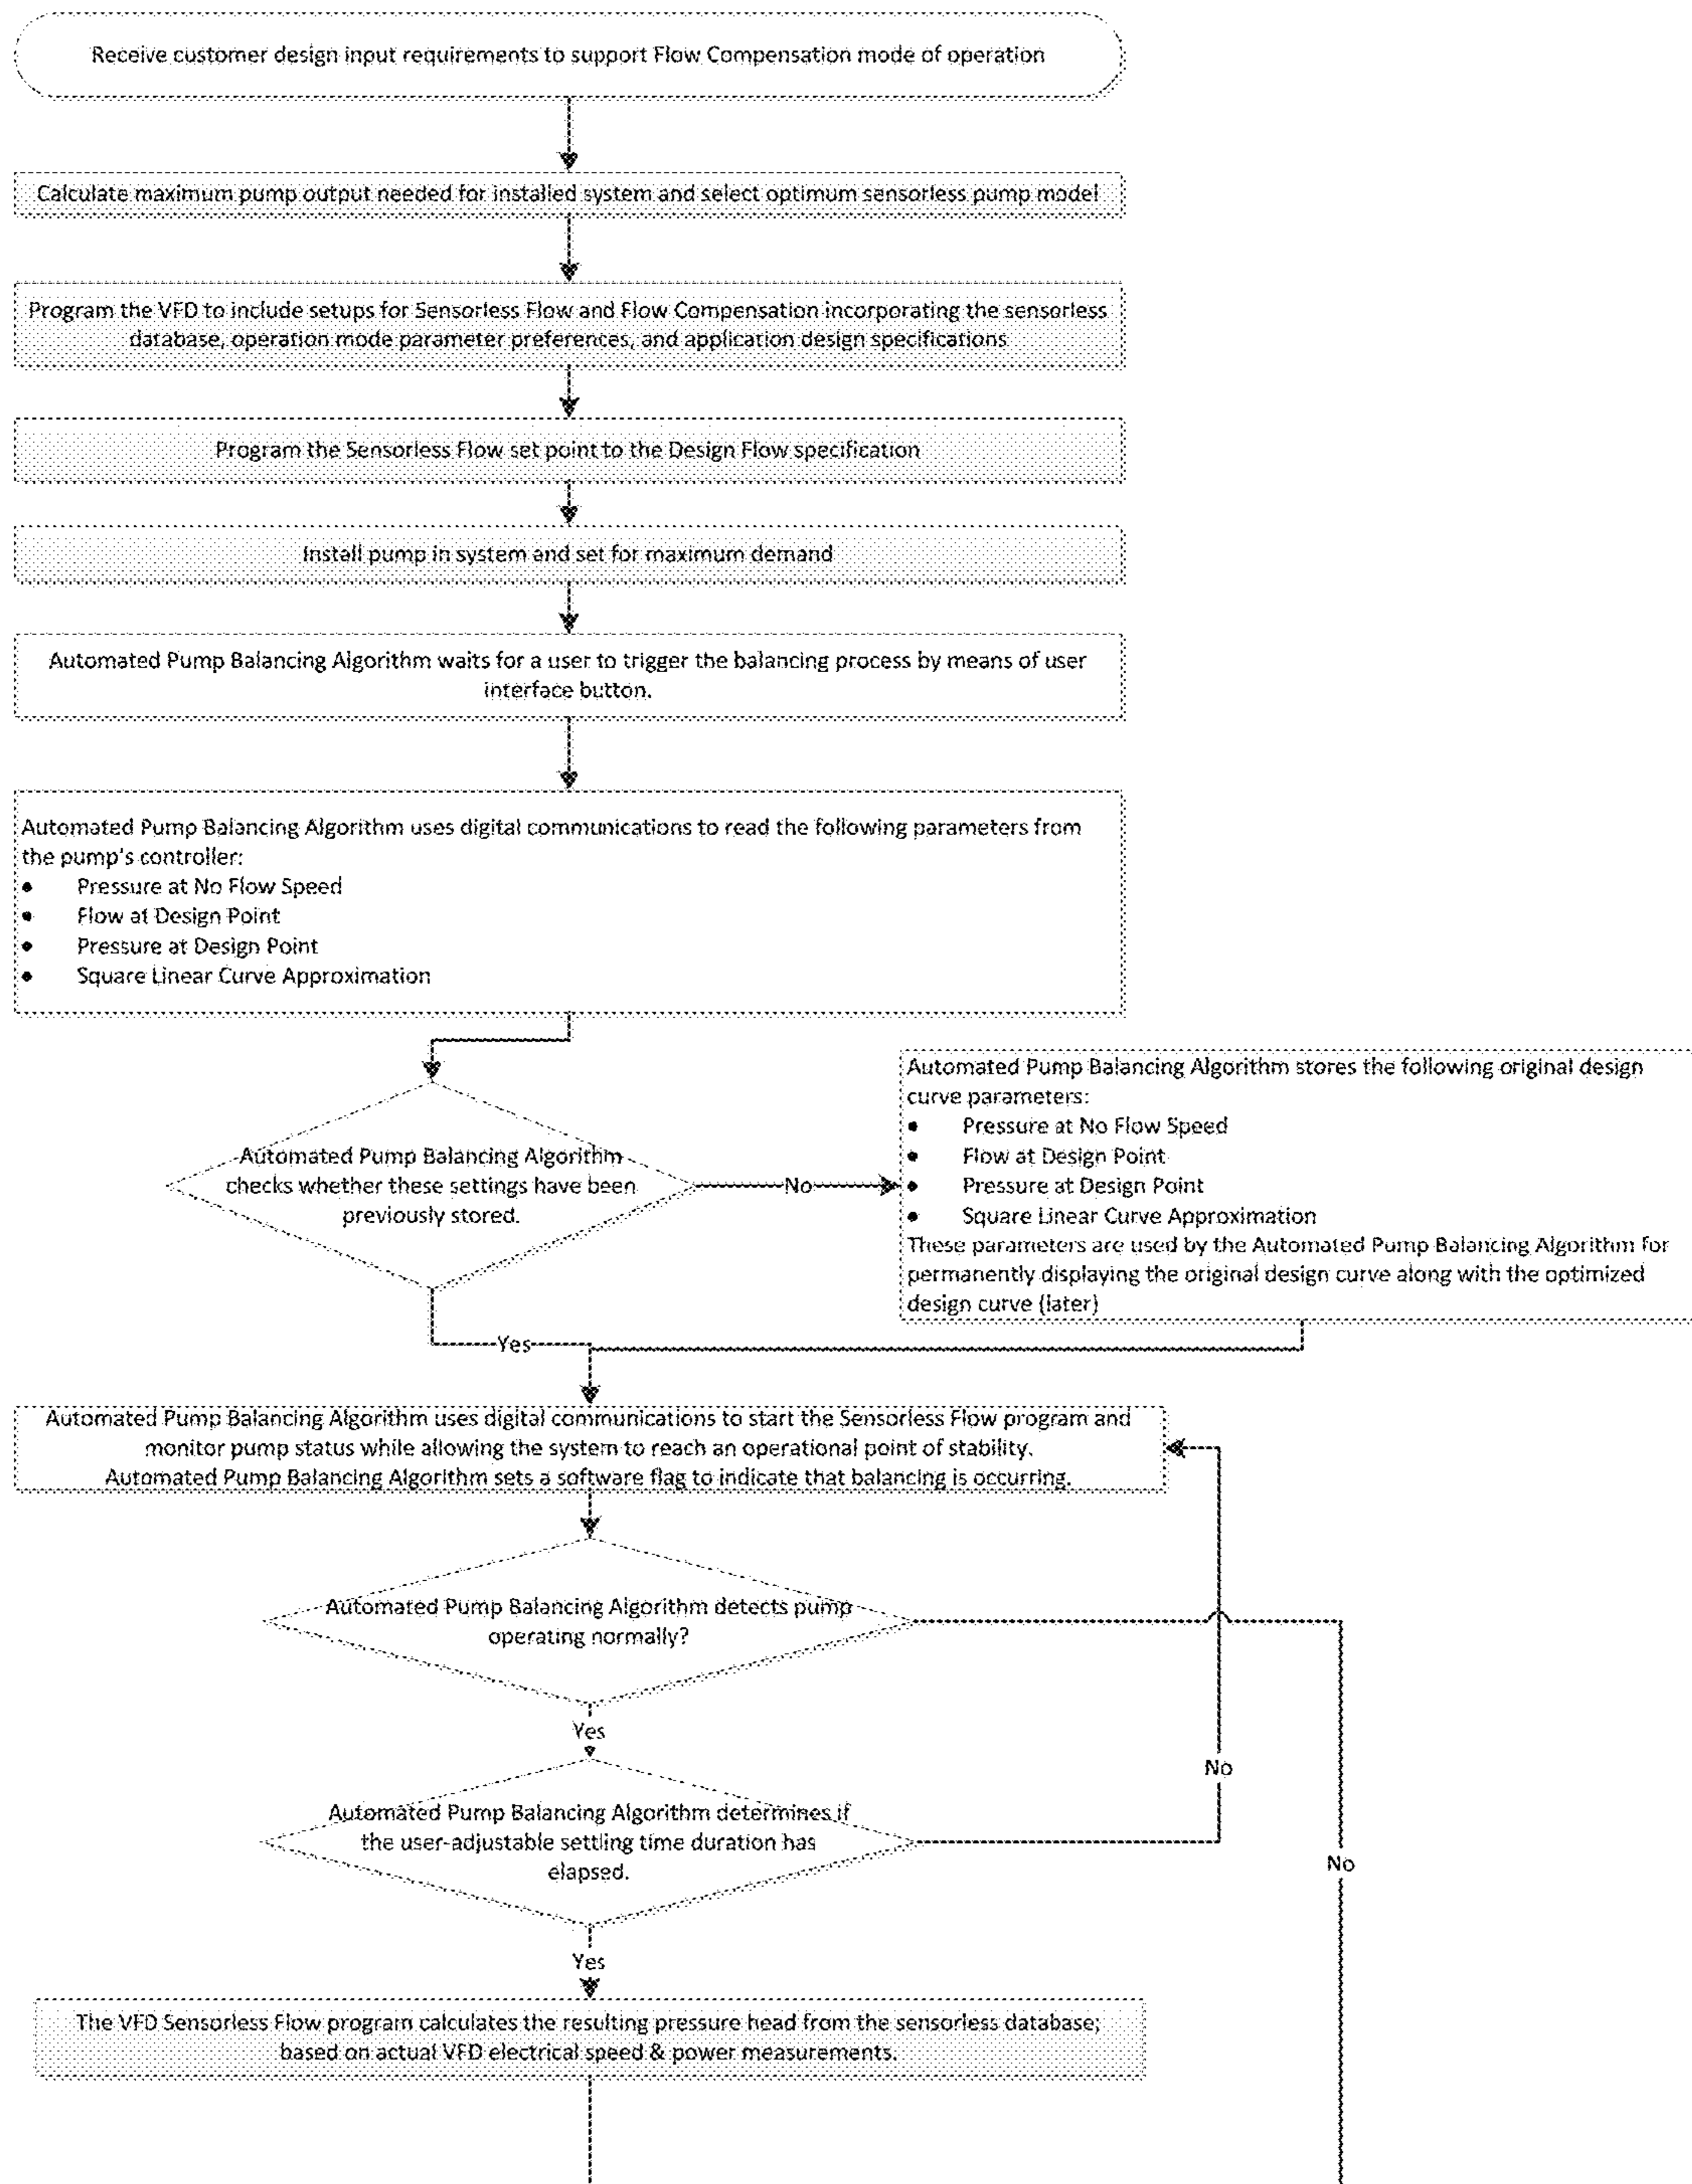 Receive customer design input requirements to support Flow Compensation mode of operation
Calculate maximum pump output needed for installed system and select optimum sensorless pump model
Program the VFD to include setups for Sensorless Flow and Flow Compensation incorporating the sensorless
database, operation mode parameter preferences, and application design specifications
Program the Sensorless Flow set point to the Design Flow specification
Install pump in system and set for maximum demand
Automated Pump Balancing Algorithm waits for a user to trigger the balancing process by means of user
interface button.
Automated Pump Balancing Algorithm uses digital communications to read the following parameters from
the pump's controller:
• Pressure at No Flow Speed
• Flow at Design Point
• Pressure at Design Point
• Square Linear Curve Approximation
Automated Pump Balancing Algorithm
checks whether these settings have been
previously stored.
No
Automated Pump Balancing Algorithm stores the following original design
curve parameters:
• Pressure at No Flow Speed
• Flow at Design Point
• Pressure at Design Point
• Square Linear Curve Approximation
These parameters are used by the Automated Pump Balancing Algorithm for
permanently displaying the original design curve along with the optimized
design curve (later)
Yes
Automated Pump Balancing Algorithm uses digital communications to start the Sensorless Flow program and
monitor pump status while allowing the system to reach an operational point of stability.
Automated Pump Balancing Algorithm sets a software flag to indicate that balancing is occurring.
Automated Pump Balancing Algorithm detects pump
operating normally?
Yes
No
Automated Pump Balancing Algorithm determines if
the user-adjustable settling time duration has
elapsed.
No
Yes
The VFD Sensorless Flow program calculates the resulting pressure head from the sensorless database;
based on actual VFD electrical speed & power measurements.